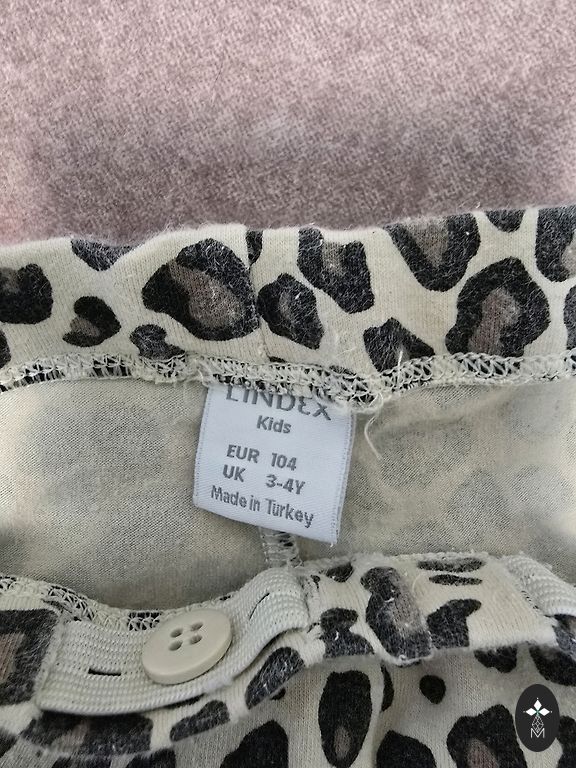 LINDEX
Kids
EUR 104
UK 3-4Y
Made in Turkey